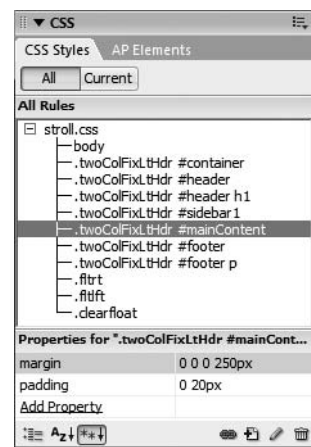 CSS
CSS Styles AP Elements
All Current
All Rules
stroll.css
body
.twoColFixLtHdr #container
.twoColFixLtHdr #header
.twoColFixLtHdr #header h1
.twoColFixLtHdr #sidebar1
.twoColFixLtHdr #mainContent
.twoColFixLtHdr #footer
.twoColFixLtHdr #footer p
.fltrt
.fltlft
.clearfloat
Properties for ".twoColFixLtHdr #mainCont...
margin 0 0 0 250px
padding 0 20px
Add Property
Az↓ **↓